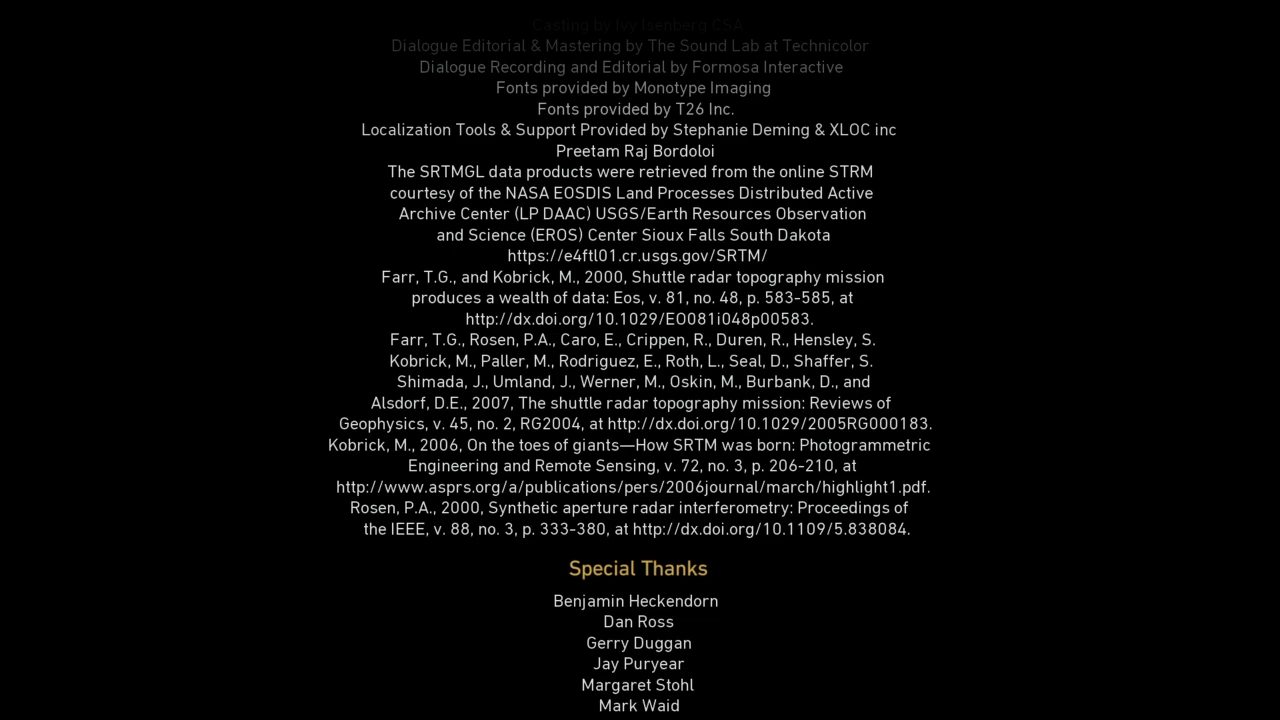 Casting by Ivy Isenberg CSA
Dialogue Editorial & Mastering by The Sound Lab at Technicolor
Dialogue Recording and Editorial by Formosa Interactive
Fonts provided by Monotype Imaging
Fonts provided by T26 Inc.
Localization Tools & Support Provided by Stephanie Deming & XLOC inc
Preetam Raj Bordoloi
The SRTMGL data products were retrieved from the online STRM
courtesy of the NASA EOSDIS Land Processes Distributed Active
Archive Center (LP DAAC) USGS/Earth Resources Observation
and Science (EROS) Center Sioux Falls South Dakota
https://e4ftl01.cr.usgs.gov/SRTM/
Farr, T.G., and Kobrick, M., 2000, Shuttle radar topography mission
produces a wealth of data: Eos, v. 81, no. 48, p. 583-585, at
http://dx.doi.org/10.1029/EO081i048p00583.
Farr, T.G., Rosen, P.A., Caro, E., Crippen, R., Duren, R., Hensley, S.
Kobrick, M., Paller, M., Rodriguez, E., Roth, L., Seal, D., Shaffer, S.
Shimada, J., Umland, J., Werner, M., Oskin, M., Burbank, D., and
Alsdorf, D.E., 2007, The shuttle radar topography mission: Reviews of
Geophysics, v. 45, no. 2, RG2004, at http://dx.doi.org/10.1029/2005RG000183.
Kobrick, M., 2006, On the toes of giants—How SRTM was born: Photogrammetric
Engineering and Remote Sensing, v. 72, no. 3, p. 206-210, at
http://www.asprs.org/a/publications/pers/2006journal/march/highlight1.pdf.
Rosen, P.A., 2000, Synthetic aperture radar interferometry: Proceedings of
the IEEE, v. 88, no. 3, p. 333-380, at http://dx.doi.org/10.1109/5.838084.
Special Thanks
Benjamin Heckendorn
Dan Ross
Gerry Duggan
Jay Puryear
Margaret Stohl
Mark Waid